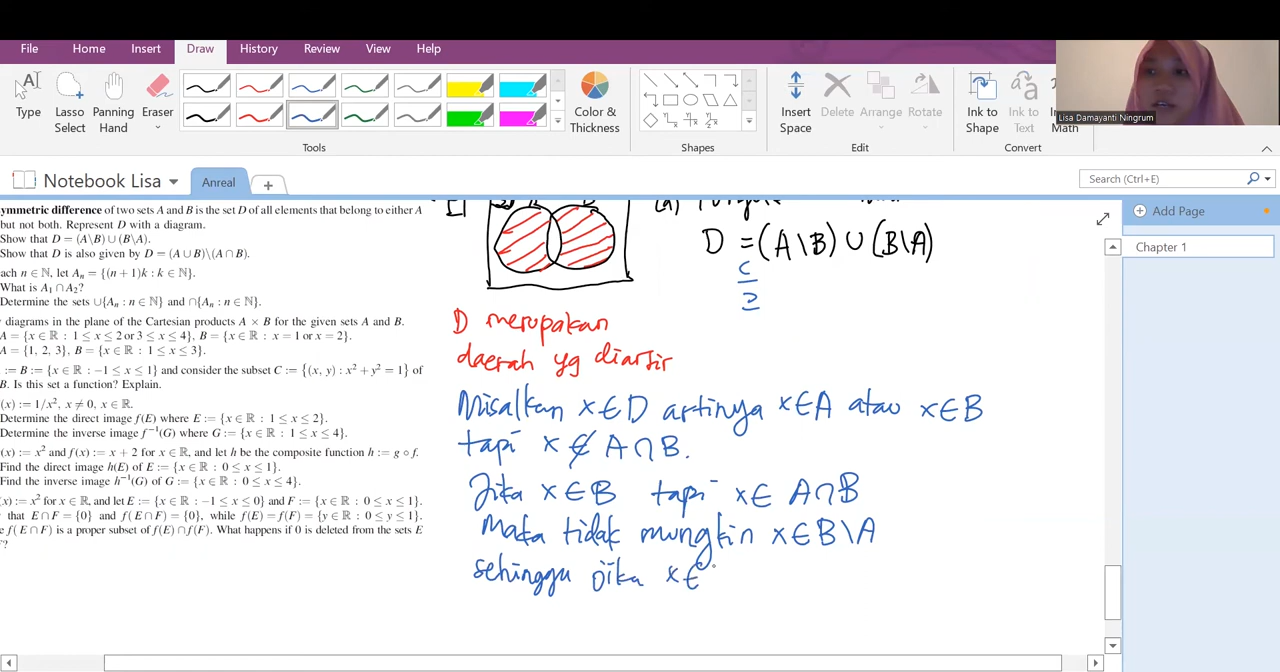 File Home Insert Draw History Review View Help
Type Lasso Select Panning Hand Eraser Color & Thickness Insert Space Delete Arrange Rotate Ink to Shape Ink to Text Math
Tools Shapes Edit Convert
Lisa Damayanti Ningrum
Notebook Lisa Anreal Search (Ctrl+E)
Add Page
Chapter 1
ymmetric difference of two sets A and B is the set D of all elements that belong to either A
but not both. Represent D with a diagram.
Show that D = (A\B) ∪ (B\A).
Show that D is also given by D = (A ∪ B)\(A ∩ B).
ach n ∈ ℕ, let Aₙ = {(n + 1)k : k ∈ ℕ}.
What is A₁ ∩ A₂?
Determine the sets ∪{Aₙ : n ∈ ℕ} and ∩{Aₙ : n ∈ ℕ}.
diagrams in the plane of the Cartesian products A × B for the given sets A and B.
A = {x ∈ ℝ : 1 ≤ x ≤ 2 or 3 ≤ x ≤ 4}, B = {x ∈ ℝ : x = 1 or x = 2}.
A = {1, 2, 3}, B = {x ∈ ℝ : 1 ≤ x ≤ 3}.
:= B := {x ∈ ℝ : −1 ≤ x ≤ 1} and consider the subset C := {(x, y) : x² + y² = 1} of
B. Is this set a function? Explain.
(x) := 1/x², x ≠ 0, x ∈ ℝ.
Determine the direct image f(E) where E := {x ∈ ℝ : 1 ≤ x ≤ 2}.
Determine the inverse image f⁻¹(G) where G := {x ∈ ℝ : 1 ≤ x ≤ 4}.
(x) := x² and f(x) := x + 2 for x ∈ ℝ, and let h be the composite function h := g ∘ f.
Find the direct image h(E) of E := {x ∈ ℝ : 0 ≤ x ≤ 1}.
Find the inverse image h⁻¹(G) of G := {x ∈ ℝ : 0 ≤ x ≤ 4}.
(x) := x² for x ∈ ℝ, and let E := {x ∈ ℝ : −1 ≤ x ≤ 0} and F := {x ∈ ℝ : 0 ≤ x ≤ 1}.
that E ∩ F = {0} and f(E ∩ F) = {0}, while f(E) = f(F) = {y ∈ ℝ : 0 ≤ y ≤ 1}.
f(E ∩ F) is a proper subset of f(E) ∩ f(F). What happens if 0 is deleted from the sets E
F?
D = (A \ B) ∪ (B\A)
⊆
⊇
D merupakan
daerah yg diarsir
Misalkan x ∈ D artinya x ∈ A atau x ∈ B
tapi x ∉ A ∩ B.
Jika x ∈ B tapi x ∈ A ∩ B
Maka tidak mungkin x ∈ B \ A
sehingga jika x ∈